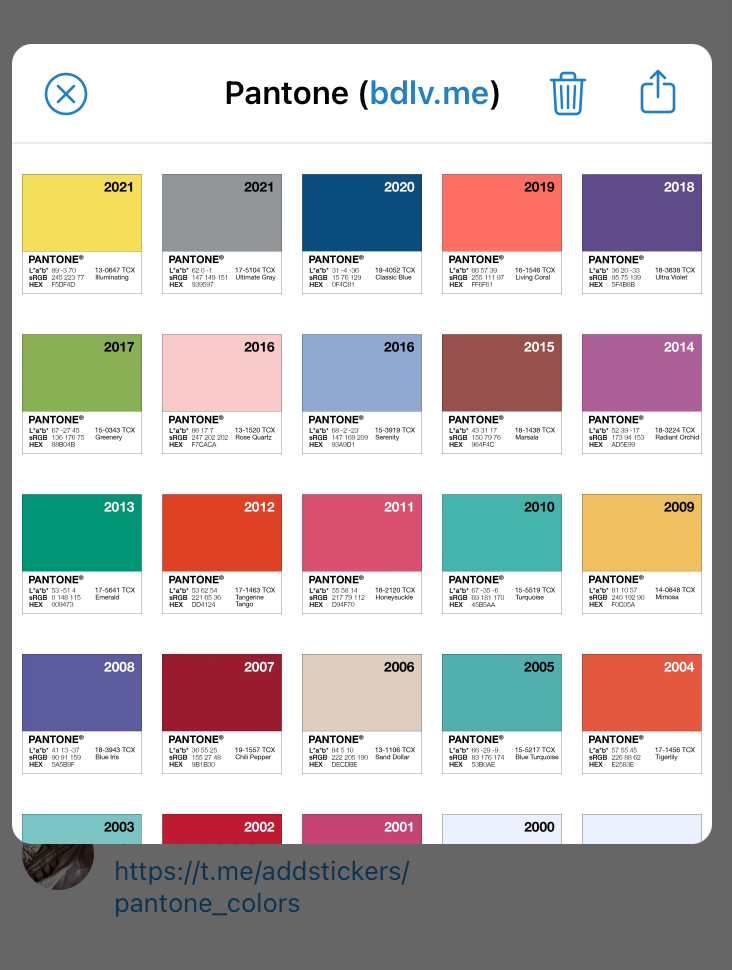 Pantone (bdlv.me)
2021
PANTONE®
L*a*b* 89 -3 70 13-0647 TCX
sRGB 245 223 77 Illuminating
HEX F5DF4D
2021
PANTONE®
L*a*b* 62 0 -1 17-5104 TCX
sRGB 147 149 151 Ultimate Gray
HEX 939597
2020
PANTONE®
L*a*b* 31 -4 -36 19-4052 TCX
sRGB 15 76 129 Classic Blue
HEX 0F4C81
2019
PANTONE®
L*a*b* 66 57 39 16-1546 TCX
sRGB 255 111 97 Living Coral
HEX FF6F61
2018
PANTONE®
L*a*b* 36 20 -33 18-3838 TCX
sRGB 95 75 139 Ultra Violet
HEX 5F4B8B
2017
PANTONE®
L*a*b* 67 -27 45 15-0343 TCX
sRGB 136 176 75 Greenery
HEX 88B04B
2016
PANTONE®
L*a*b* 86 17 7 13-1520 TCX
sRGB 247 202 202 Rose Quartz
HEX F7CACA
2016
PANTONE®
L*a*b* 68 -2 -23 15-3919 TCX
sRGB 147 169 209 Serenity
HEX 93A9D1
2015
PANTONE®
L*a*b* 43 31 17 18-1438 TCX
sRGB 150 79 76 Marsala
HEX 964F4C
2014
PANTONE®
L*a*b* 52 39 -17 18-3224 TCX
sRGB 173 94 153 Radiant Orchid
HEX AD5E99
2013
PANTONE®
L*a*b* 53 -51 4 17-5641 TCX
sRGB 0 148 115 Emerald
HEX 009473
2012
PANTONE®
L*a*b* 53 62 54 17-1463 TCX
sRGB 221 65 36 Tangerine
HEX DD4124 Tango
2011
PANTONE®
L*a*b* 55 58 14 18-2120 TCX
sRGB 217 79 112 Honeysuckle
HEX D94F70
2010
PANTONE®
L*a*b* 67 -35 -6 15-5519 TCX
sRGB 69 181 170 Turquoise
HEX 45B5AA
2009
PANTONE®
L*a*b* 81 10 57 14-0848 TCX
sRGB 240 192 90 Mimosa
HEX F0C05A
2008
PANTONE®
L*a*b* 41 13 -37 18-3943 TCX
sRGB 90 91 159 Blue Iris
HEX 5A5B9F
2007
PANTONE®
L*a*b* 36 55 25 19-1557 TCX
sRGB 155 27 48 Chili Pepper
HEX 9B1B30
2006
PANTONE®
L*a*b* 84 5 10 13-1106 TCX
sRGB 222 205 190 Sand Dollar
HEX DECDBE
2005
PANTONE®
L*a*b* 66 -29 -9 15-5217 TCX
sRGB 83 176 174 Blue Turquoise
HEX 53B0AE
2004
PANTONE®
L*a*b* 57 55 45 17-1456 TCX
sRGB 226 88 62 Tigerlily
HEX E2583E
2003
2002
2001
2000
https://t.me/addstickers/
pantone_colors